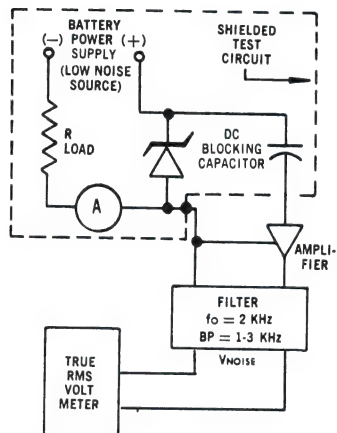 BATTERY
(-) POWER (+)
SUPPLY
(LOW NOISE
SOURCE)
SHIELDED
TEST
CIRCUIT
R
LOAD
DC
BLOCKING
CAPACITOR
A
AMPLI-
FIER
FILTER
fo = 2 KHz
BP = 1-3 KHz
VNOISE
TRUE
RMS
VOLT
METER